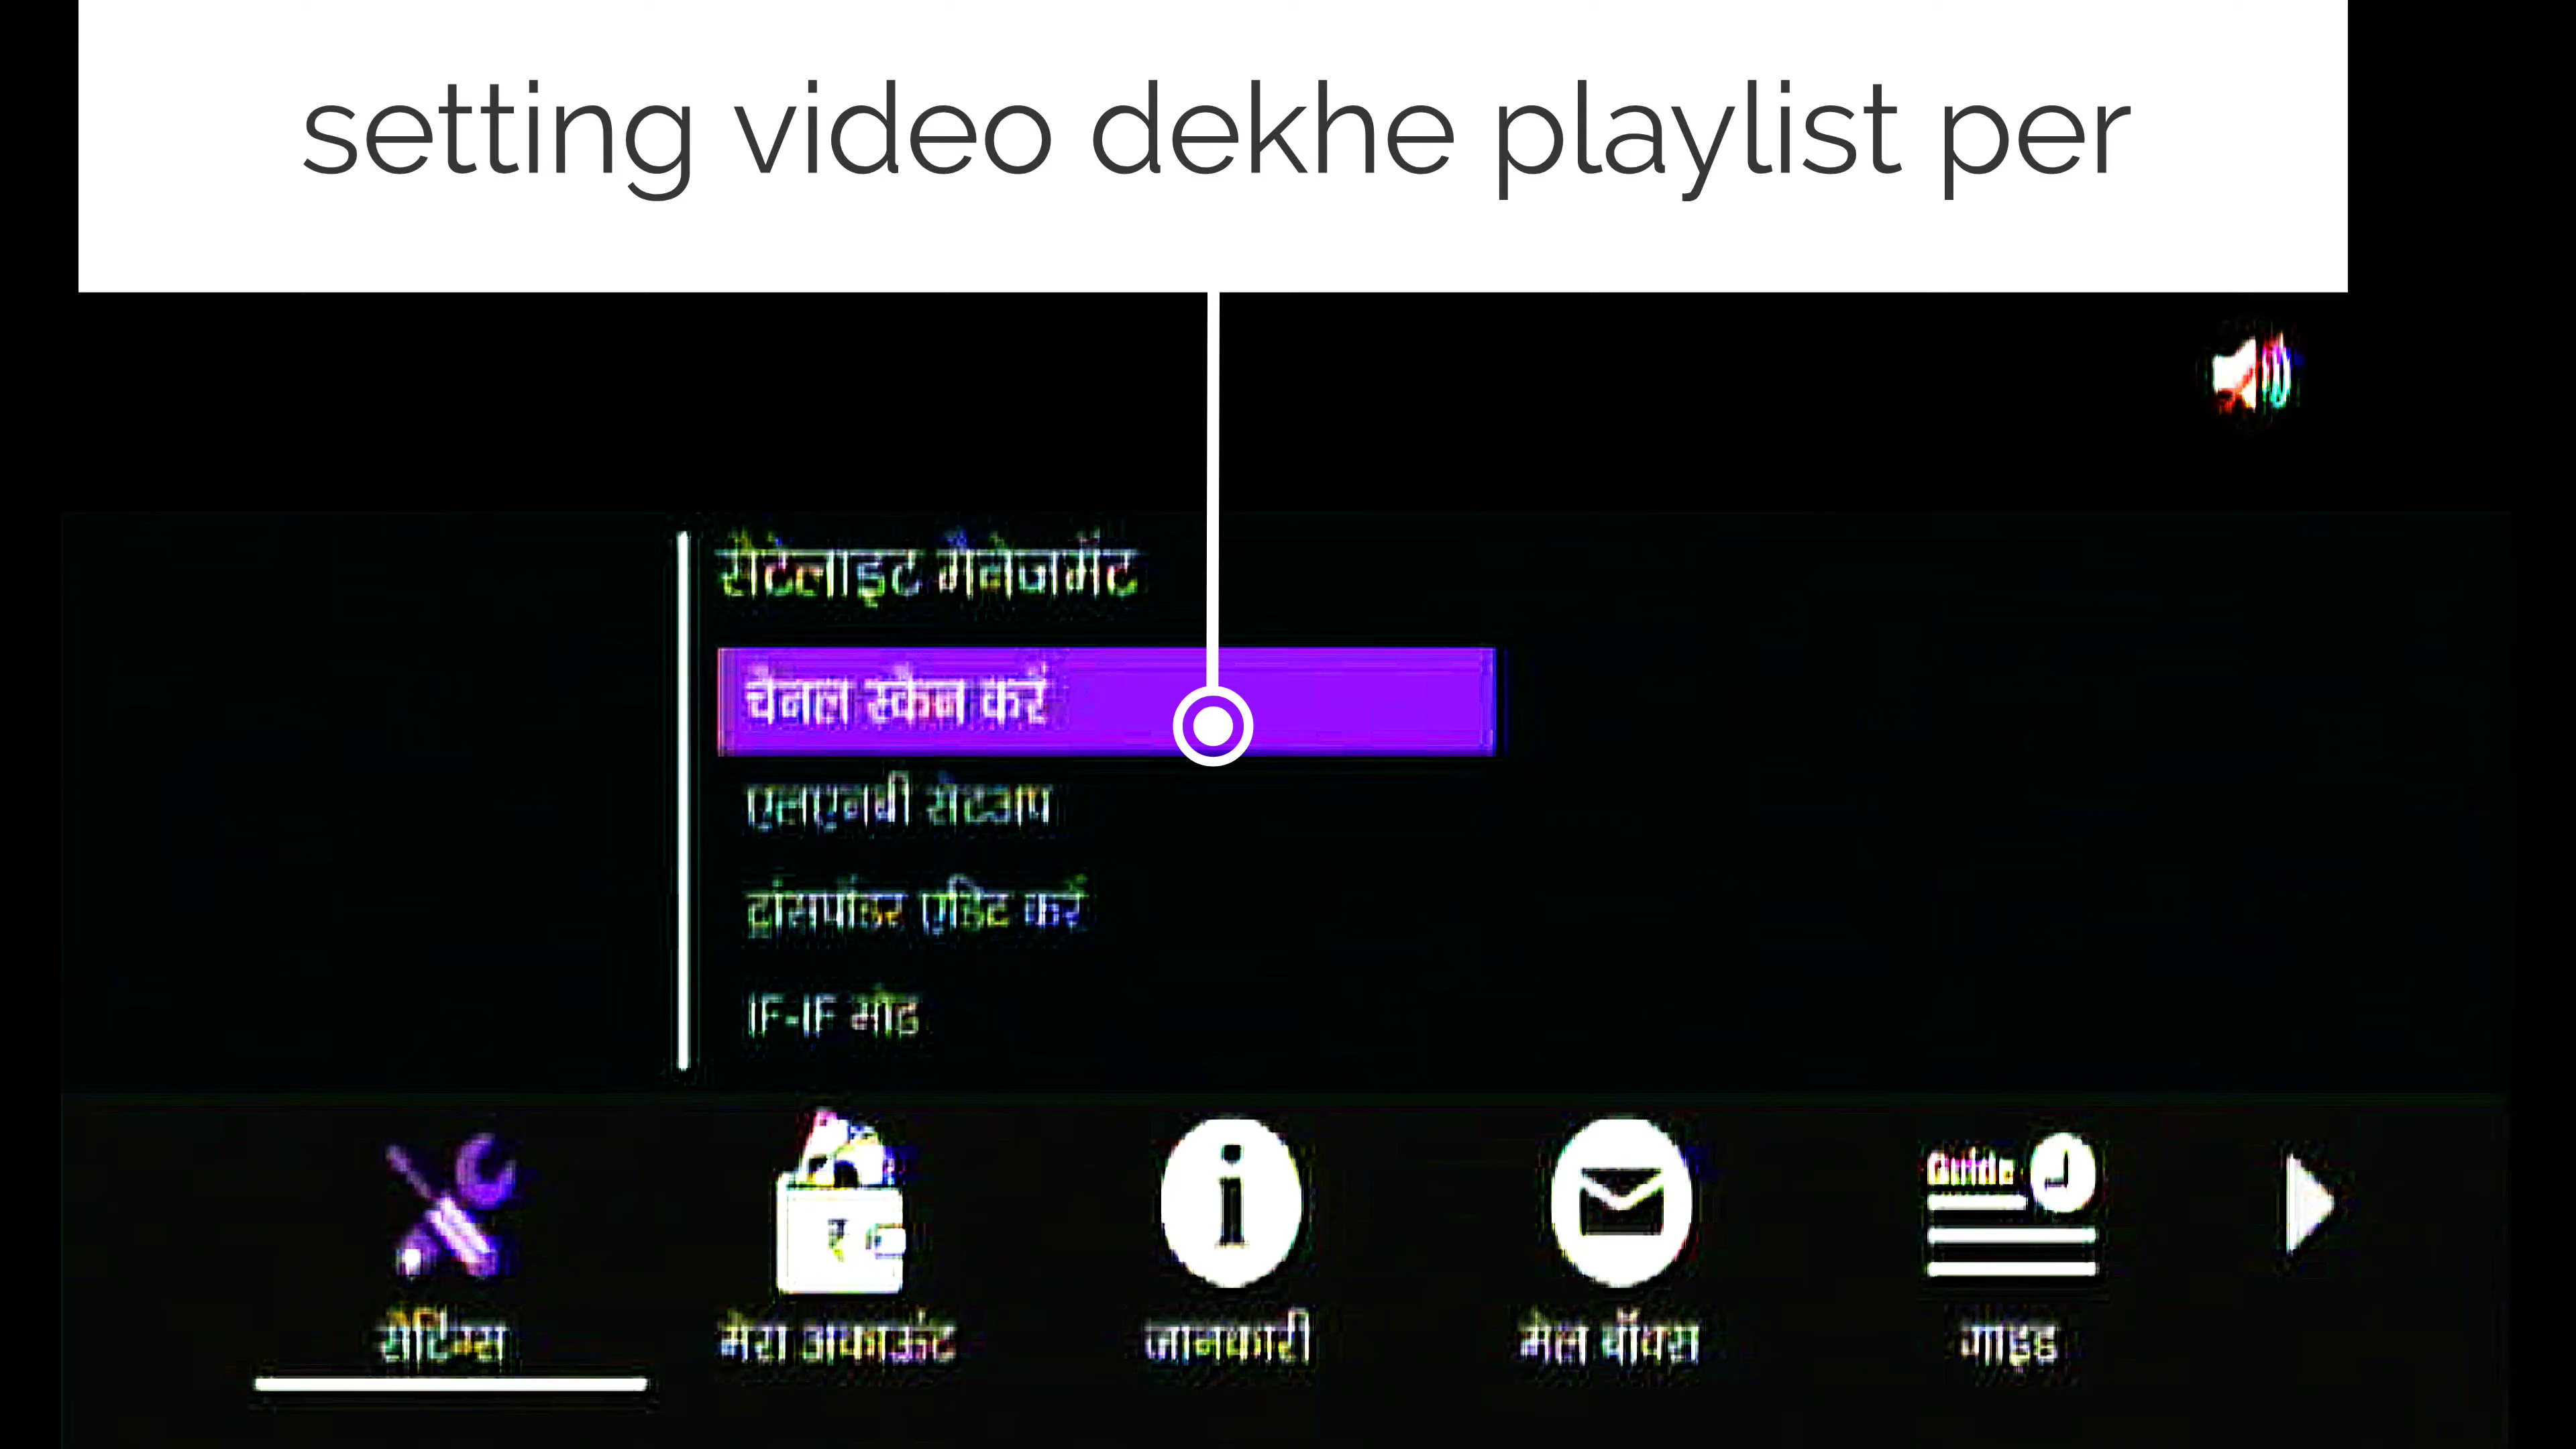 setting video dekhe playlist per
सेटेलाइट मैनेजमेंट
चैनल स्कैन करें
एलएनबी सेटअप
ट्रांसपोंडर एडिट करें
IF-IF मोड
₹
Guide
सेटिंग्स
मेरा अकाऊंट
जानकारी
मेल बॉक्स
गाइड